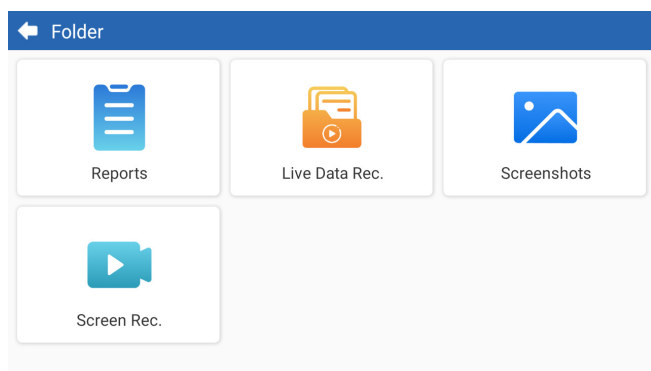 Folder
Reports
Live Data Rec.
Screenshots
Screen Rec.